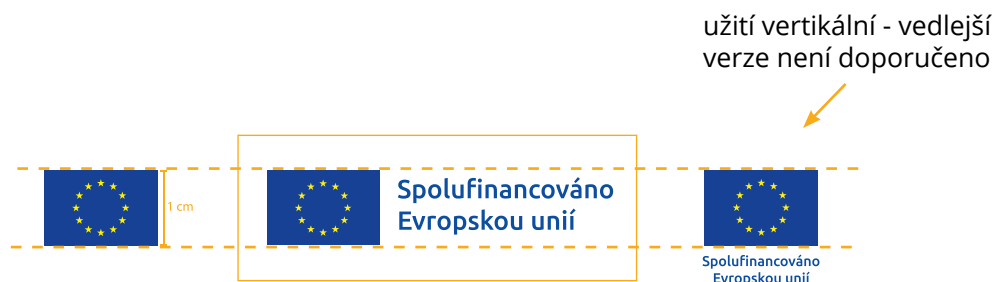 užití vertikální - vedlejší
verze není doporučeno
1 cm
Spolufinancováno
Evropskou unií
Spolufinancováno
Evropskou unií